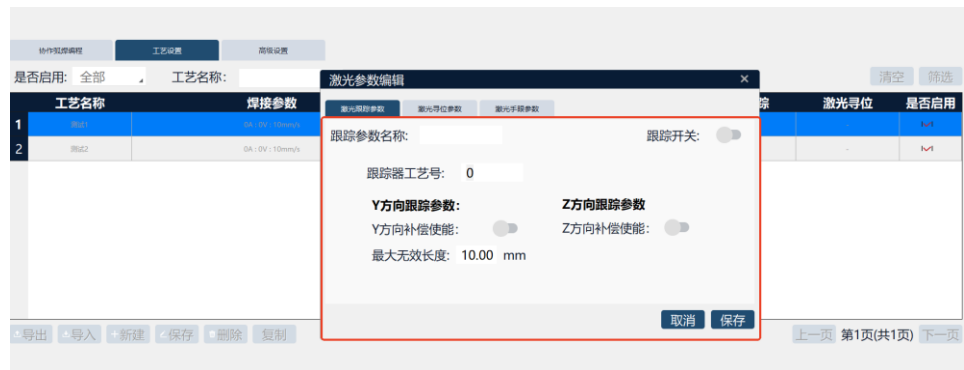 协作弧焊编程 工艺设置 高级设置
是否启用: 全部 工艺名称: 清空 筛选
激光参数编辑 ×
工艺名称 焊接参数 踪 激光寻位 是否启用
激光跟踪参数 激光寻位参数 激光手眼参数
1 测试1 0A : 0V : 10mm/s -
2 测试2 0A : 0V : 10mm/s -
跟踪参数名称: 跟踪开关:
跟踪器工艺号: 0
Y方向跟踪参数: Z方向跟踪参数
Y方向补偿使能: Z方向补偿使能:
最大无效长度: 10.00 mm
取消 保存
导出 导入 +新建 保存 删除 复制 上一页 第1页(共1页) 下一页